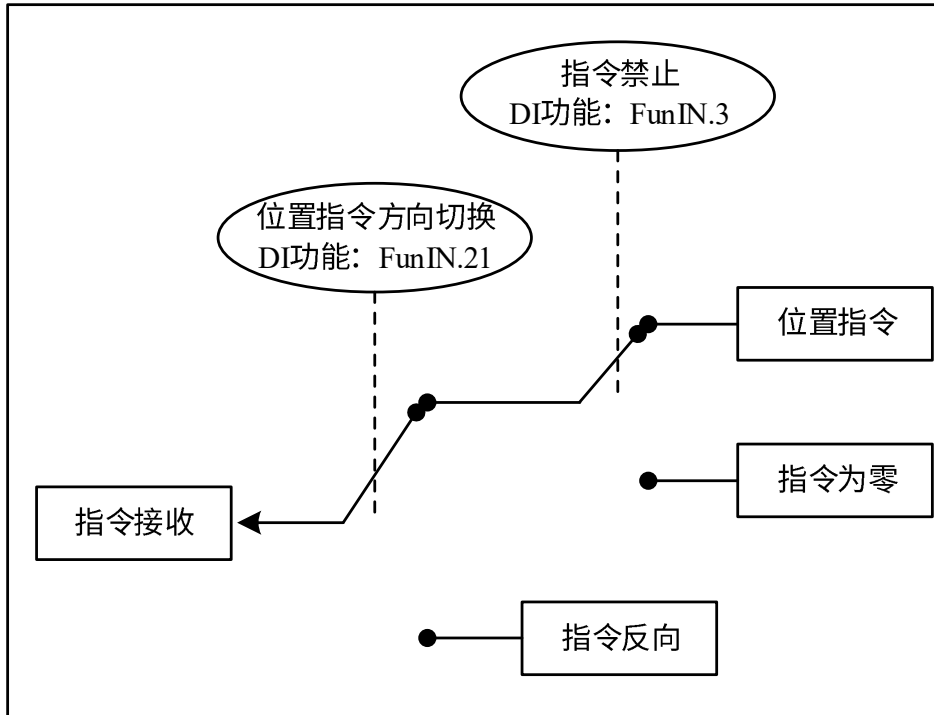 指令禁止
DI功能：FunIN.3
位置指令方向切换
DI功能：FunIN.21
位置指令
指令为零
指令接收
指令反向